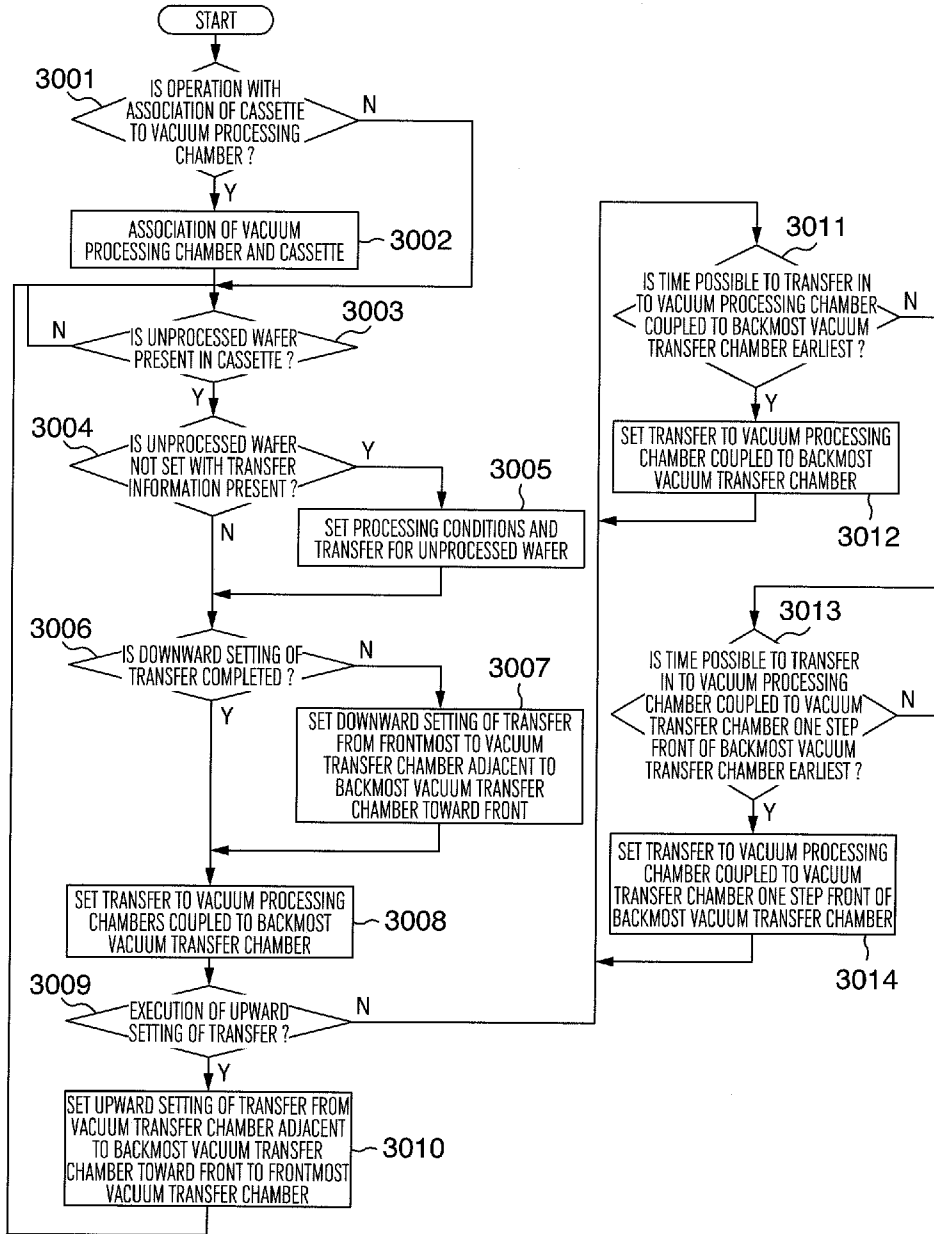 START
3001
IS OPERATION WITH
ASSOCIATION OF CASSETTE
TO VACUUM PROCESSING
CHAMBER ?
N
Y
ASSOCIATION OF VACUUM
PROCESSING CHAMBER AND CASSETTE
3002
3003
IS UNPROCESSED WAFER
PRESENT IN CASSETTE ?
N
Y
3004
IS UNPROCESSED WAFER
NOT SET WITH TRANSFER
INFORMATION PRESENT ?
Y
N
3005
SET PROCESSING CONDITIONS AND
TRANSFER FOR UNPROCESSED WAFER
3006
IS DOWNWARD SETTING OF
TRANSFER COMPLETED ?
N
Y
3007
SET DOWNWARD SETTING OF TRANSFER
FROM FRONTMOST TO VACUUM
TRANSFER CHAMBER ADJACENT TO
BACKMOST VACUUM TRANSFER
CHAMBER TOWARD FRONT
SET TRANSFER TO VACUUM PROCESSING
CHAMBERS COUPLED TO BACKMOST
VACUUM TRANSFER CHAMBER
3008
3009
EXECUTION OF UPWARD
SETTING OF TRANSFER ?
N
Y
SET UPWARD SETTING OF TRANSFER FROM
VACUUM TRANSFER CHAMBER ADJACENT
TO BACKMOST VACUUM TRANSFER
CHAMBER TOWARD FRONT TO FRONTMOST
VACUUM TRANSFER CHAMBER
3010
3011
IS TIME POSSIBLE TO TRANSFER IN
TO VACUUM PROCESSING CHAMBER
COUPLED TO BACKMOST VACUUM
TRANSFER CHAMBER EARLIEST ?
N
Y
SET TRANSFER TO VACUUM PROCESSING
CHAMBER COUPLED TO BACKMOST
VACUUM TRANSFER CHAMBER
3012
3013
IS TIME POSSIBLE TO TRANSFER
IN TO VACUUM PROCESSING
CHAMBER COUPLED TO VACUUM
TRANSFER CHAMBER ONE STEP
FRONT OF BACKMOST VACUUM
TRANSFER CHAMBER EARLIEST ?
N
Y
SET TRANSFER TO VACUUM PROCESSING
CHAMBER COUPLED TO VACUUM
TRANSFER CHAMBER ONE STEP FRONT OF
BACKMOST VACUUM TRANSFER CHAMBER
3014